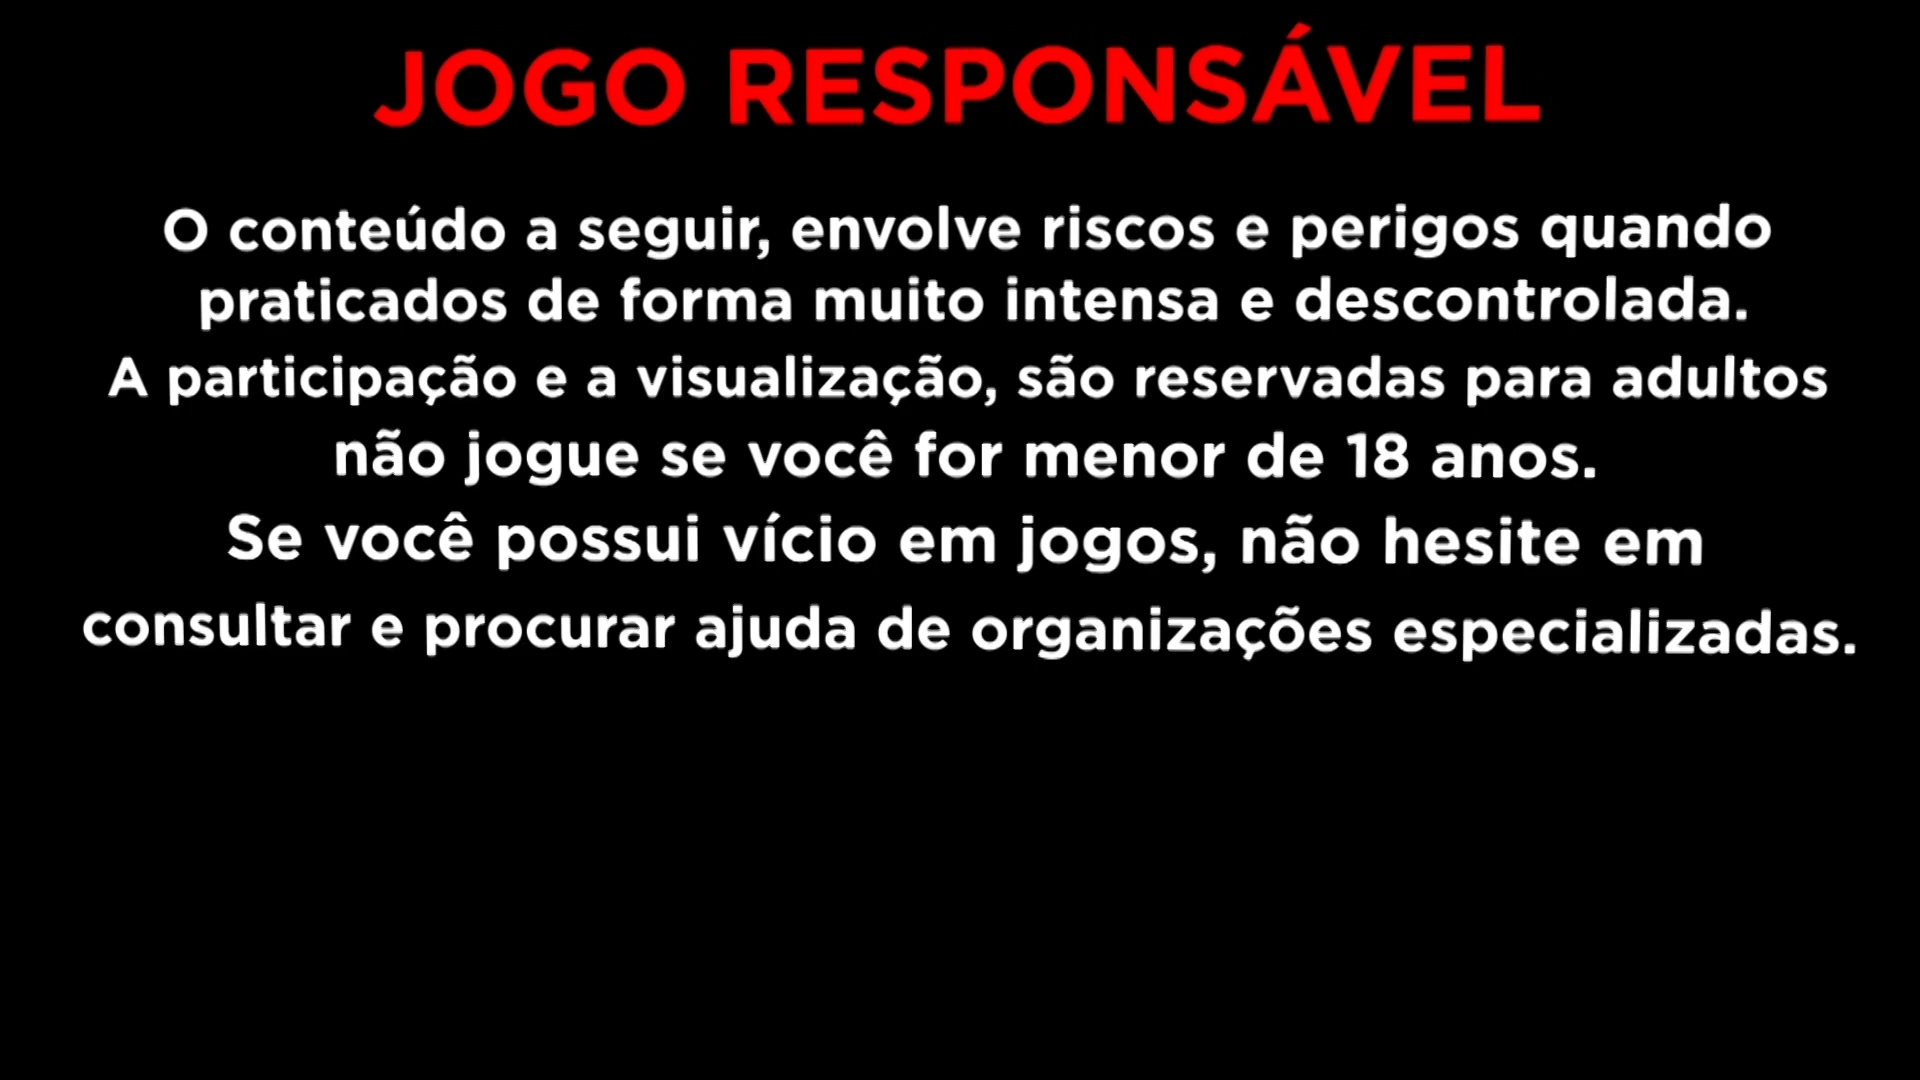 JOGO RESPONSÁVEL
O conteúdo a seguir, envolve riscos e perigos quando
praticados de forma muito intensa e descontrolada.
A participação e a visualização, são reservadas para adultos
não jogue se você for menor de 18 anos.
Se você possui vício em jogos, não hesite em
consultar e procurar ajuda de organizações especializadas.